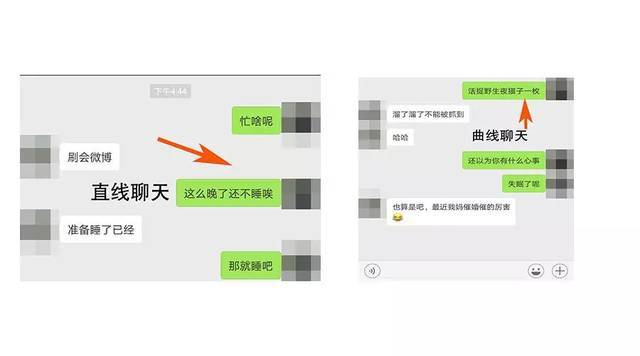 下午4:44
忙啥呢
刷会微博
直线聊天
这么晚了还不睡唉
准备睡了已经
那就睡吧
活捉野生夜猫子一枚
溜了溜了不能被抓到
哈哈
曲线聊天
还以为你有什么心事
失眠了呢
也算是吧，最近我妈催婚催的厉害